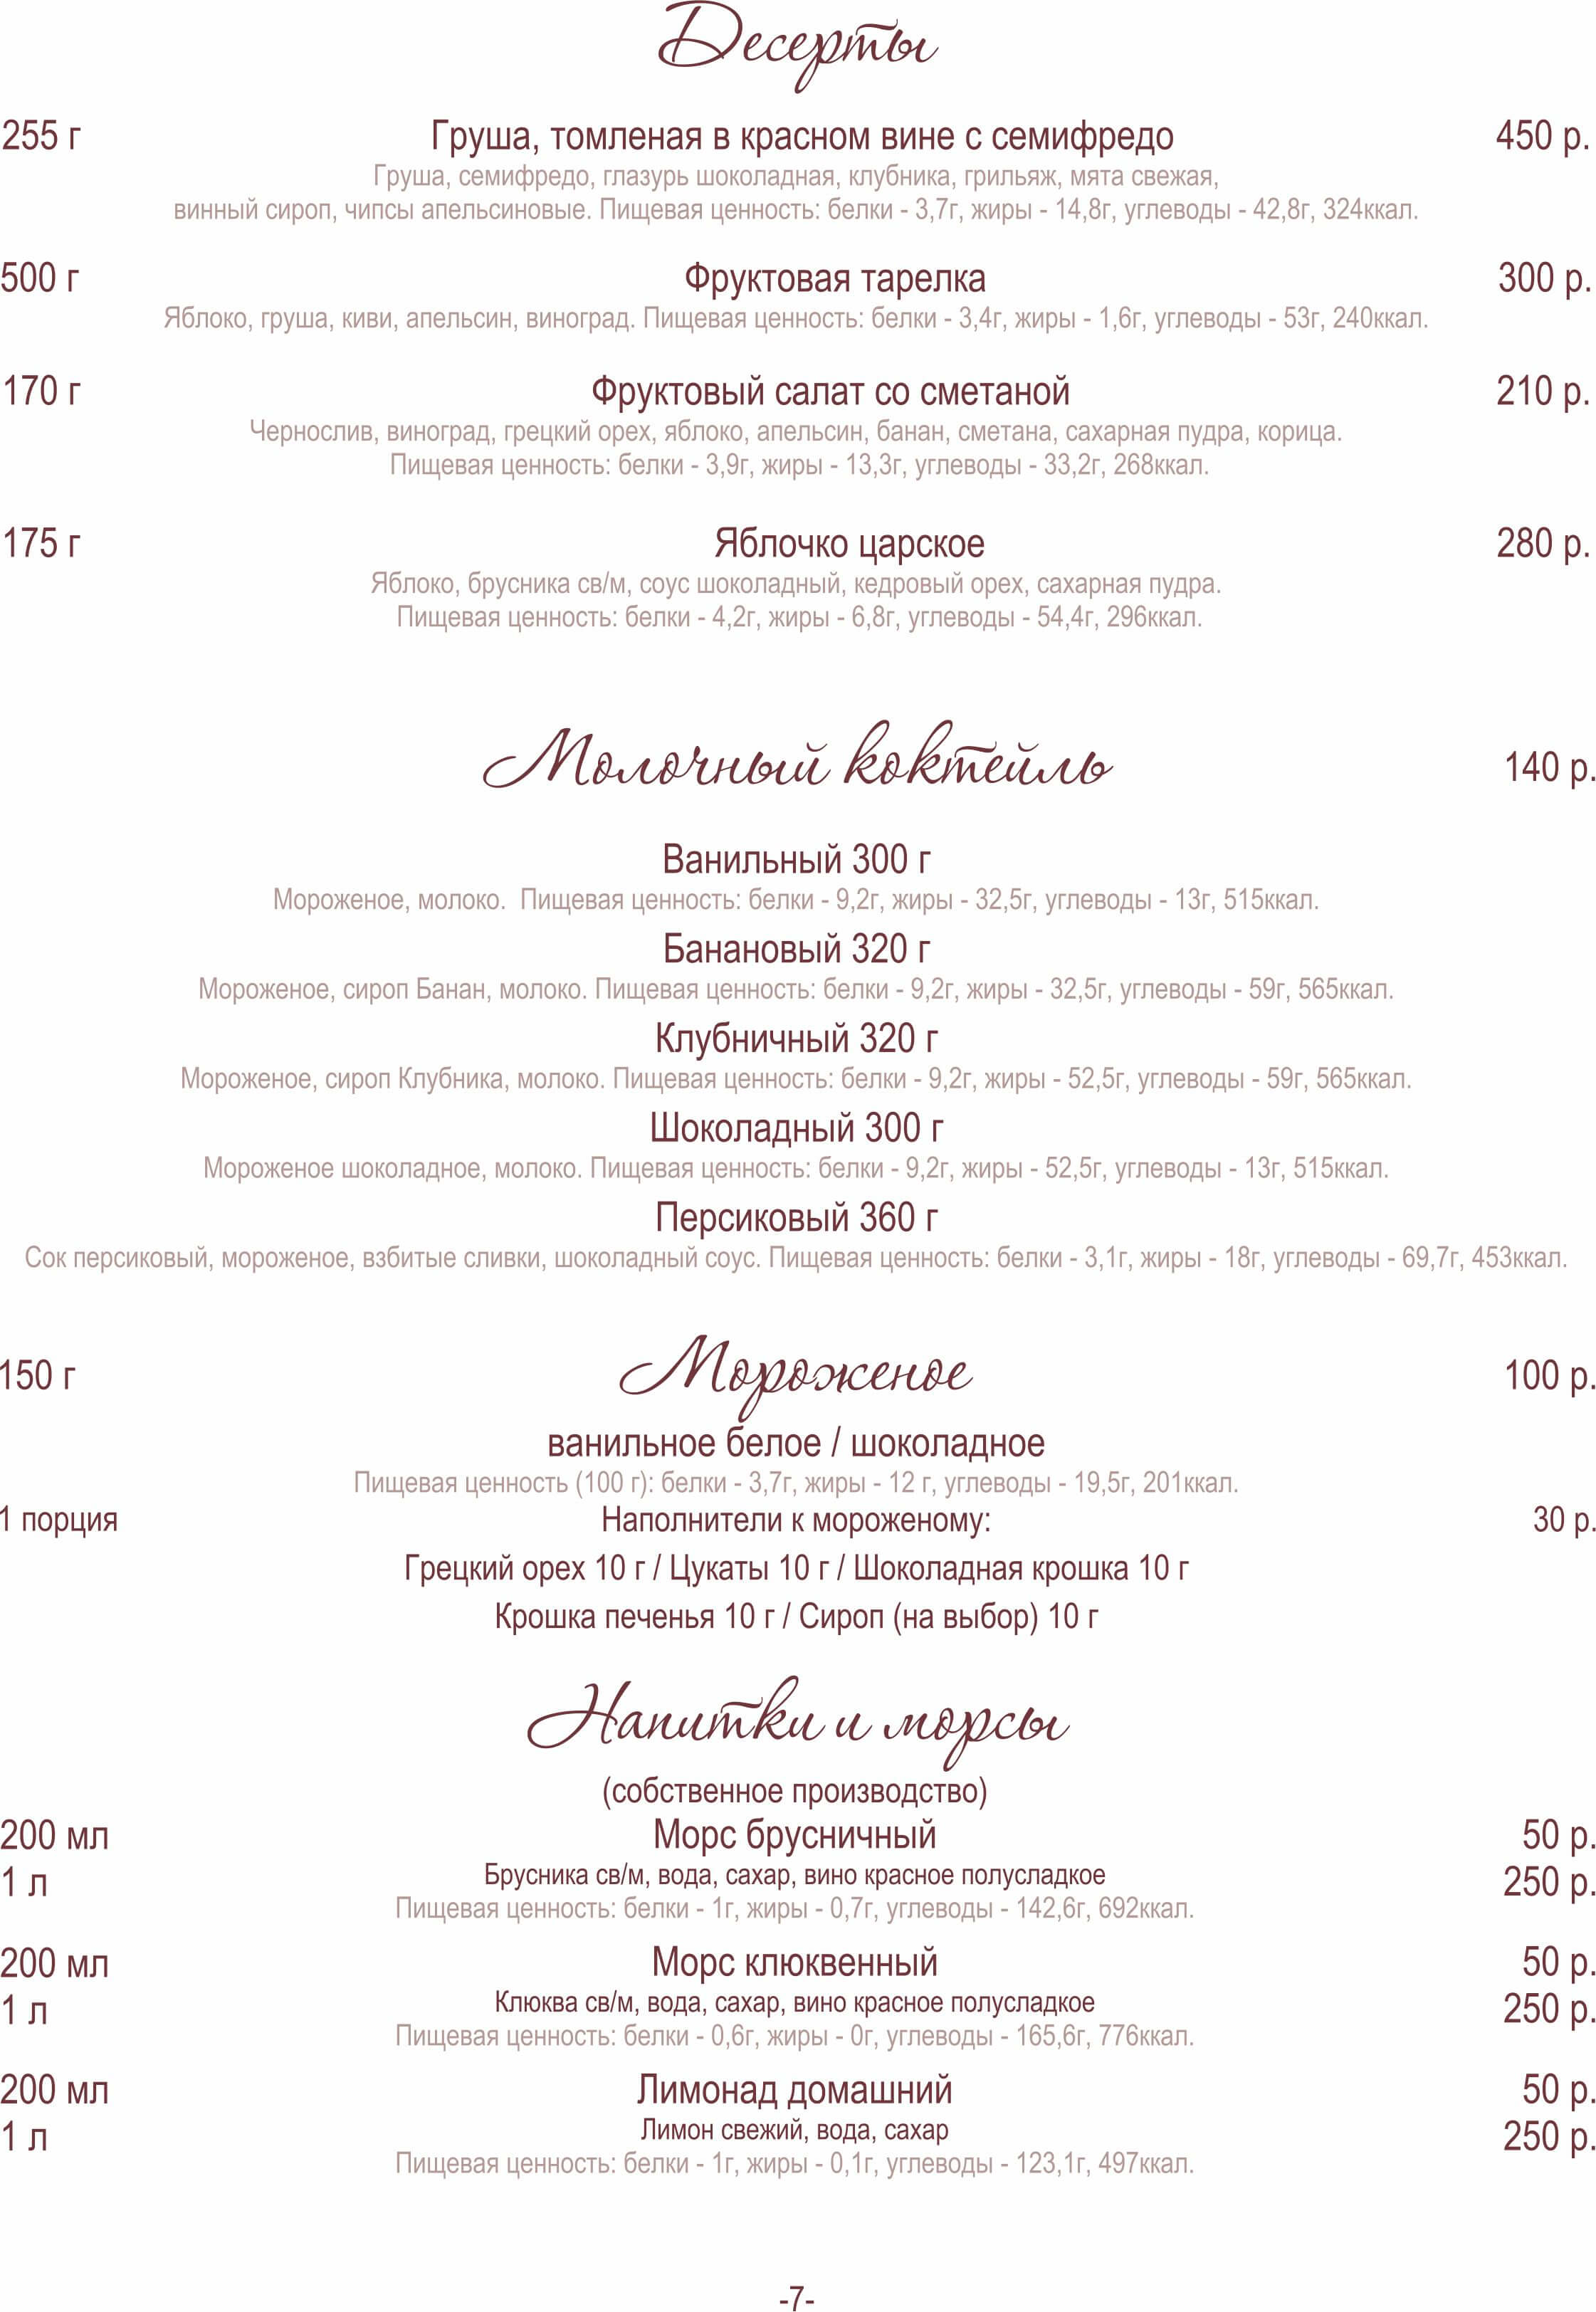 Десерты
255 г Груша, томленая в красном вине с семифредо 450 р.
Груша, семифредо, глазурь шоколадная, клубника, грильяж, мята свежая,
винный сироп, чипсы апельсиновые. Пищевая ценность: белки - 3,7г, жиры - 14,8г, углеводы - 42,8г, 324ккал.
500 г Фруктовая тарелка 300 р.
Яблоко, груша, киви, апельсин, виноград. Пищевая ценность: белки - 3,4г, жиры - 1,6г, углеводы - 53г, 240ккал.
170 г Фруктовый салат со сметаной 210 р.
Чернослив, виноград, грецкий орех, яблоко, апельсин, банан, сметана, сахарная пудра, корица.
Пищевая ценность: белки - 3,9г, жиры - 13,3г, углеводы - 33,2г, 268ккал.
175 г Яблочко царское 280 р.
Яблоко, брусника св/м, соус шоколадный, кедровый орех, сахарная пудра.
Пищевая ценность: белки - 4,2г, жиры - 6,8г, углеводы - 54,4г, 296ккал.
Молочный коктейль 140 р.
Ванильный 300 г
Мороженое, молоко. Пищевая ценность: белки - 9,2г, жиры - 32,5г, углеводы - 13г, 515ккал.
Банановый 320 г
Мороженое, сироп Банан, молоко. Пищевая ценность: белки - 9,2г, жиры - 32,5г, углеводы - 59г, 565ккал.
Клубничный 320 г
Мороженое, сироп Клубника, молоко. Пищевая ценность: белки - 9,2г, жиры - 52,5г, углеводы - 59г, 565ккал.
Шоколадный 300 г
Мороженое шоколадное, молоко. Пищевая ценность: белки - 9,2г, жиры - 52,5г, углеводы - 13г, 515ккал.
Персиковый 360 г
Сок персиковый, мороженое, взбитые сливки, шоколадный соус. Пищевая ценность: белки - 3,1г, жиры - 18г, углеводы - 69,7г, 453ккал.
150 г Мороженое 100 р.
ванильное белое / шоколадное
Пищевая ценность (100 г): белки - 3,7г, жиры - 12 г, углеводы - 19,5г, 201ккал.
1 порция Наполнители к мороженому: 30 р.
Грецкий орех 10 г / Цукаты 10 г / Шоколадная крошка 10 г
Крошка печенья 10 г / Сироп (на выбор) 10 г
Напитки и морсы
(собственное производство)
200 мл Морс брусничный 50 р.
1 л Брусника св/м, вода, сахар, вино красное полусладкое 250 р.
Пищевая ценность: белки - 1г, жиры - 0,7г, углеводы - 142,6г, 692ккал.
200 мл Морс клюквенный 50 р.
1 л Клюква св/м, вода, сахар, вино красное полусладкое 250 р.
Пищевая ценность: белки - 0,6г, жиры - 0г, углеводы - 165,6г, 776ккал.
200 мл Лимонад домашний 50 р.
1 л Лимон свежий, вода, сахар 250 р.
Пищевая ценность: белки - 1г, жиры - 0,1г, углеводы - 123,1г, 497ккал.
-7-